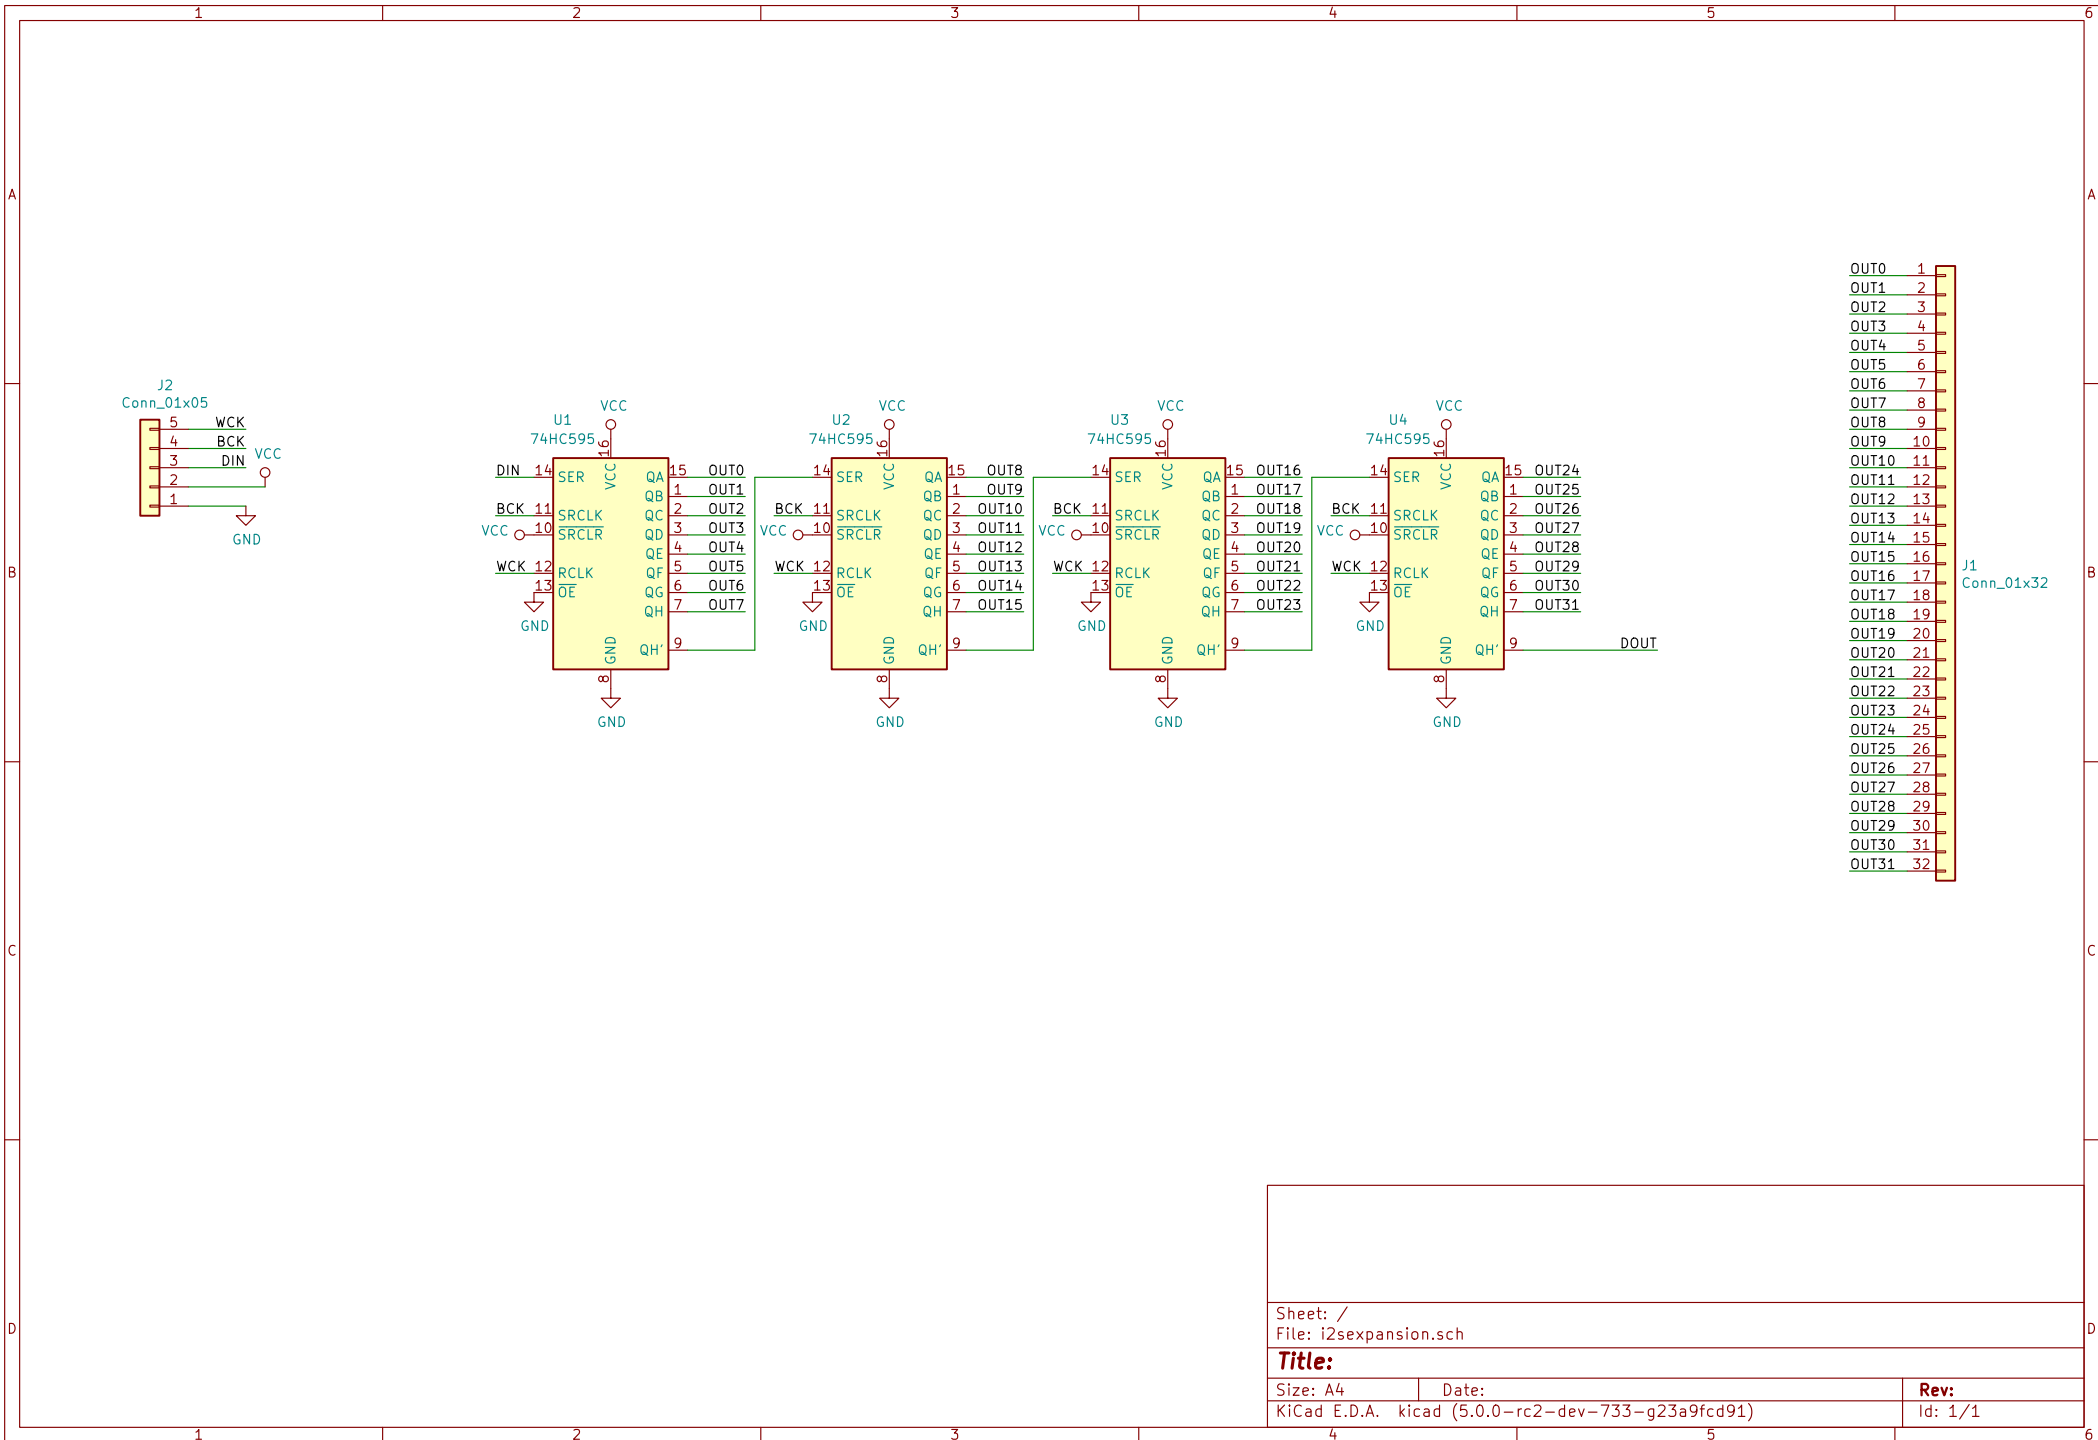 1 2 3 4 5 6
A A
B B
C C
D D
J2
Conn_01x05
5 WCK
4 BCK
3 DIN
2 VCC
1
GND
U1
74HC595
VCC
16
VCC
DIN 14 SER QA 15 OUT0
QB 1 OUT1
BCK 11 SRCLK QC 2 OUT2
VCC 10 SRCLR QD 3 OUT3
QE 4 OUT4
WCK 12 RCLK QF 5 OUT5
13 OE QG 6 OUT6
GND QH 7 OUT7
GND QH' 9
8
GND
U2
74HC595
VCC
16
VCC
14 SER QA 15 OUT8
QB 1 OUT9
BCK 11 SRCLK QC 2 OUT10
VCC 10 SRCLR QD 3 OUT11
QE 4 OUT12
WCK 12 RCLK QF 5 OUT13
13 OE QG 6 OUT14
GND QH 7 OUT15
GND QH' 9
8
GND
U3
74HC595
VCC
16
VCC
14 SER QA 15 OUT16
QB 1 OUT17
BCK 11 SRCLK QC 2 OUT18
VCC 10 SRCLR QD 3 OUT19
QE 4 OUT20
WCK 12 RCLK QF 5 OUT21
13 OE QG 6 OUT22
GND QH 7 OUT23
GND QH' 9
8
GND
U4
74HC595
VCC
16
VCC
14 SER QA 15 OUT24
QB 1 OUT25
BCK 11 SRCLK QC 2 OUT26
VCC 10 SRCLR QD 3 OUT27
QE 4 OUT28
WCK 12 RCLK QF 5 OUT29
13 OE QG 6 OUT30
GND QH 7 OUT31
GND QH' 9 DOUT
8
GND
OUT0 1
OUT1 2
OUT2 3
OUT3 4
OUT4 5
OUT5 6
OUT6 7
OUT7 8
OUT8 9
OUT9 10
OUT10 11
OUT11 12
OUT12 13
OUT13 14
OUT14 15
OUT15 16
OUT16 17
OUT17 18
OUT18 19
OUT19 20
OUT20 21
OUT21 22
OUT22 23
OUT23 24
OUT24 25
OUT25 26
OUT26 27
OUT27 28
OUT28 29
OUT29 30
OUT30 31
OUT31 32
J1
Conn_01x32
Sheet: /
File: i2sexpansion.sch
Title:
Size: A4 Date: Rev:
KiCad E.D.A. kicad (5.0.0-rc2-dev-733-g23a9fcd91) Id: 1/1
1 2 3 4 5 6